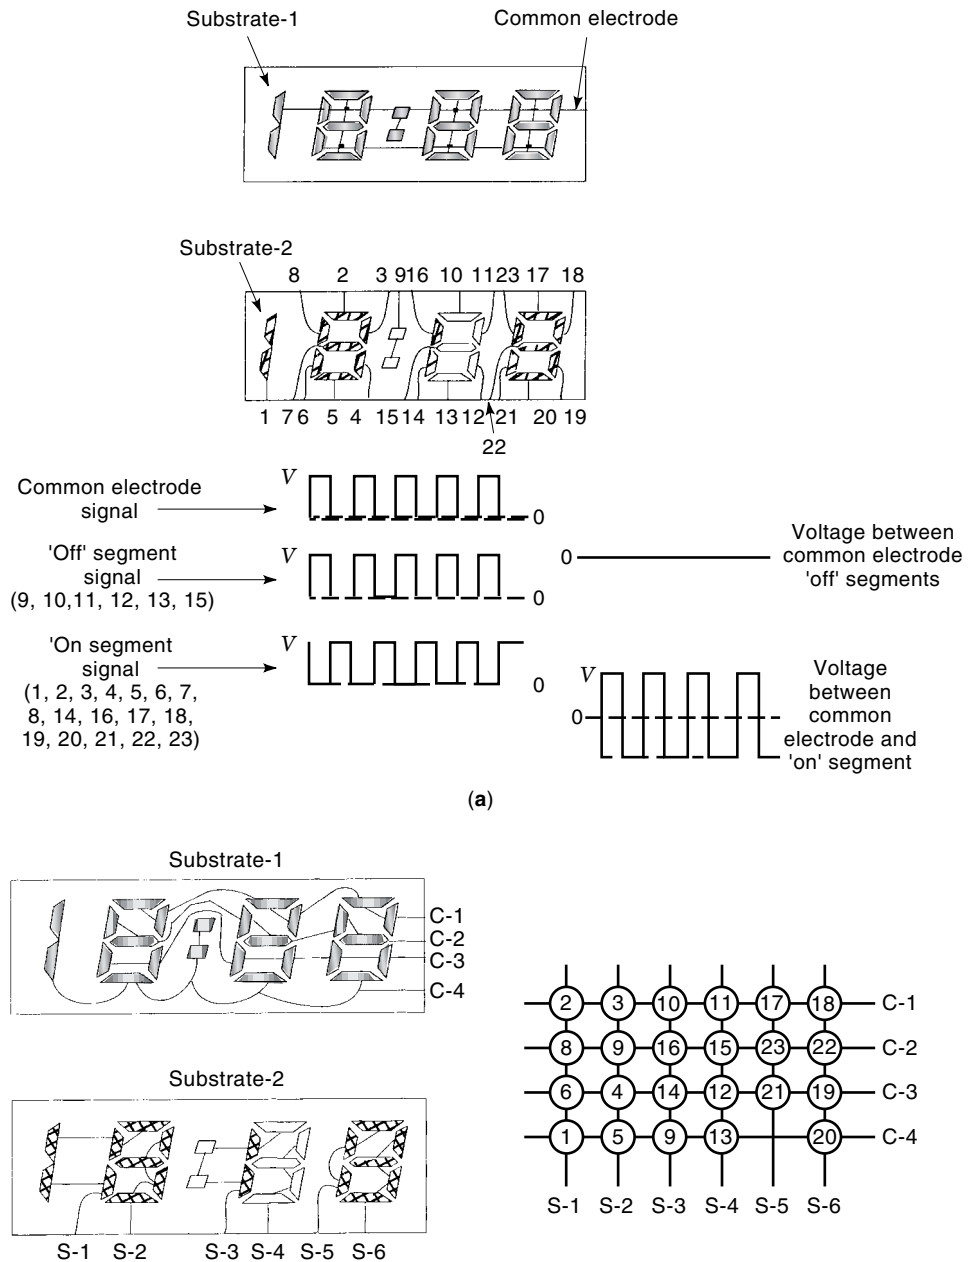 Substrate-1
Common electrode
Substrate-2
8 2 3 9 16 10 11 23 17 18
1 7 6 5 4 15 14 13 12 21 20 19
22
Common electrode
signal
V
0
'Off' segment
signal
(9, 10,11, 12, 13, 15)
V
0
0
Voltage between
common electrode
'off' segments
'On segment
signal
(1, 2, 3, 4, 5, 6, 7,
8, 14, 16, 17, 18,
19, 20, 21, 22, 23)
V
0
V
0
Voltage
between
common
electrode and
'on' segment
(a)
Substrate-1
C-1
C-2
C-3
C-4
Substrate-2
S-1 S-2 S-3 S-4 S-5 S-6
2 3 10 11 17 18 C-1
8 9 16 15 23 22 C-2
6 4 14 12 21 19 C-3
1 5 9 13 20 C-4
S-1 S-2 S-3 S-4 S-5 S-6